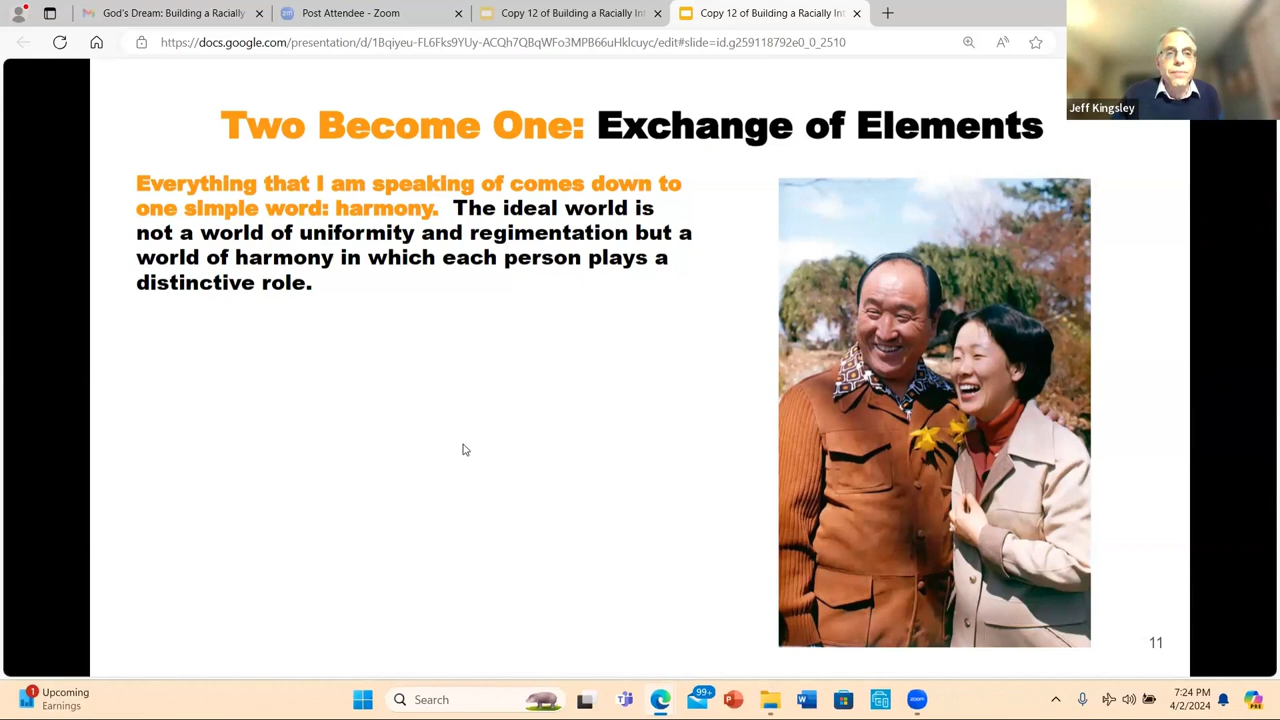 God's Dream: Building a Racially
Post Attendee - Zoom
Copy 12 of Building a Racially Int
Copy 12 of Building a Racially Int
https://docs.google.com/presentation/d/1Bqiyeu-FL6Fks9YUy-ACQh7QBqWFo3MPB66uHklcuyc/edit#slide=id.g259118792e0_0_2510
Jeff Kingsley
Two Become One: Exchange of Elements
Everything that I am speaking of comes down to
one simple word: harmony. The ideal world is
not a world of uniformity and regimentation but a
world of harmony in which each person plays a
distinctive role.
11
1
Upcoming
Earnings
Search
99+
7:24 PM
4/2/2024